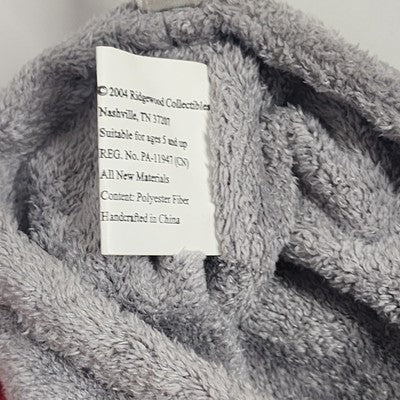 © 2004 Ridgewood Collectibles
Nashville, TN 37207
Suitable for ages 5 and up
REG. No. PA-11947 (CN)
All New Materials
Content: Polyester Fiber
Handcrafted in China